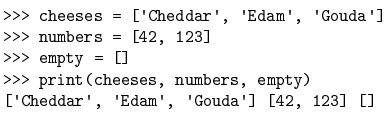 >>> cheeses = ['Cheddar', 'Edam', 'Gouda']
>>> numbers = [42, 123]
>>> empty = []
>>> print(cheeses, numbers, empty)
['Cheddar', 'Edam', 'Gouda'] [42, 123] []